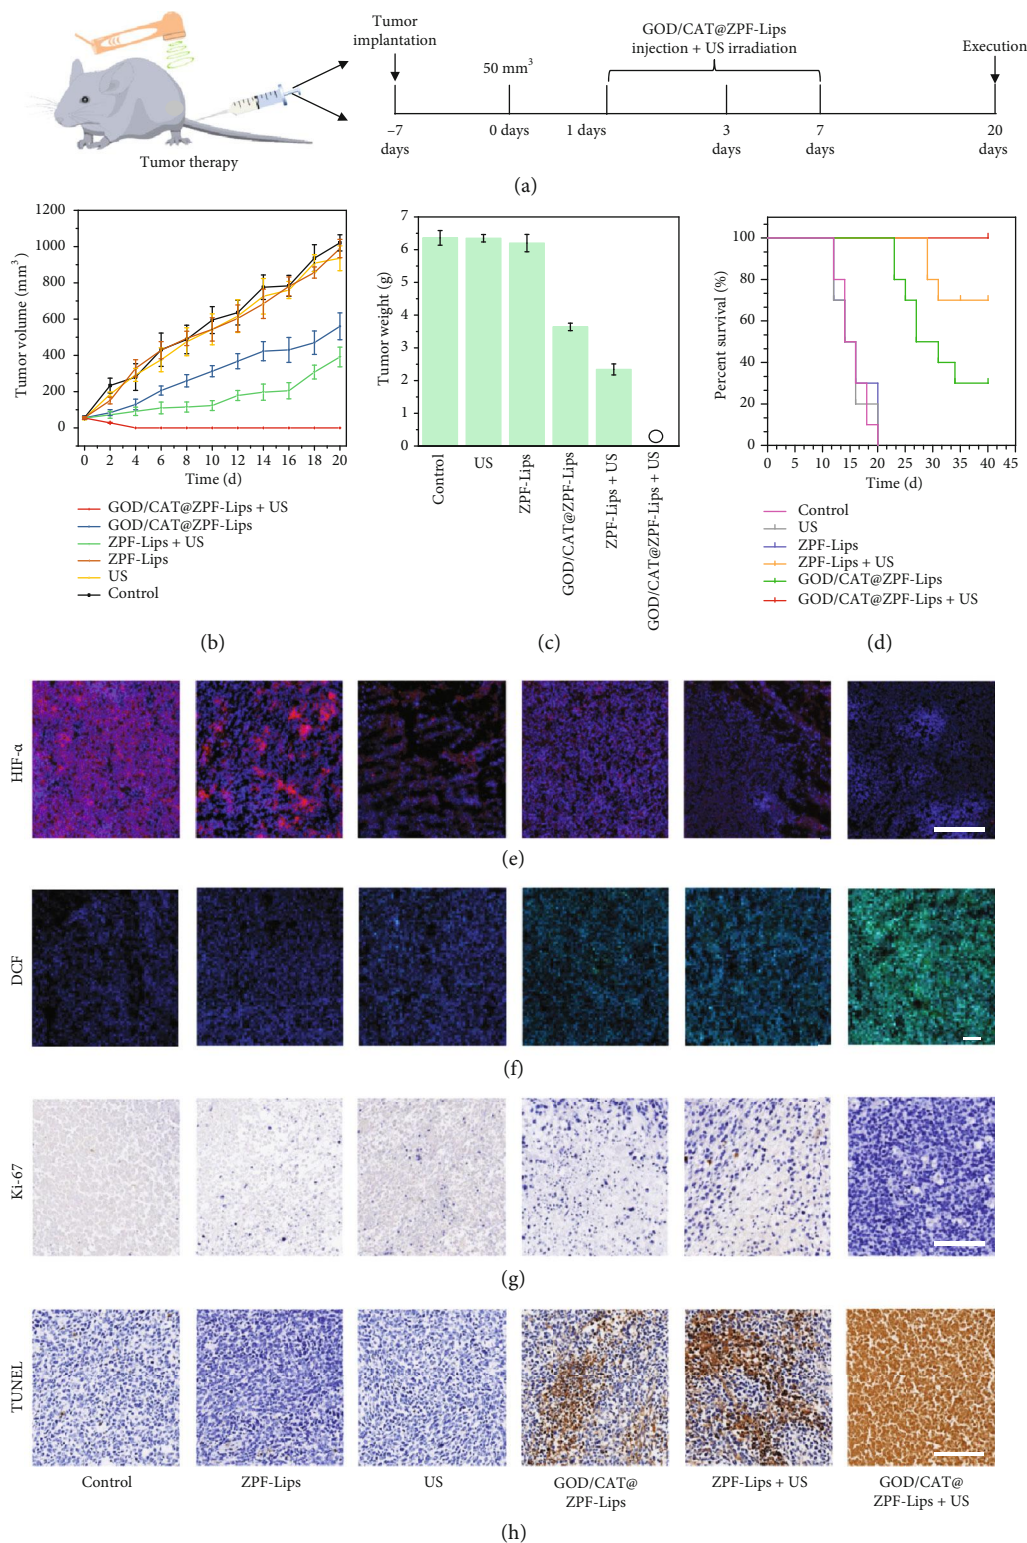 Tumor therapy
Tumor
implantation
50 mm3
GOD/CAT@ZPF-Lips
injection + US irradiation
Execution
−7
days
0 days
1 days
3
days
7
days
20
days
(a)
Tumor volume (mm3)
1200
1000
800
600
400
200
0
0 2 4 6 8 10 12 14 16 18 20
Time (d)
GOD/CAT@ZPF-Lips + US
GOD/CAT@ZPF-Lips
ZPF-Lips + US
ZPF-Lips
US
Control
(b)
Tumor weight (g)
7
6
5
4
3
2
1
0
Control
US
ZPF-Lips
GOD/CAT@ZPF-Lips
ZPF-Lips + US
GOD/CAT@ZPF-Lips + US
(c)
Percent survival (%)
100
80
60
40
20
0
0 5 10 15 20 25 30 35 40 45
Time (d)
Control
US
ZPF-Lips
ZPF-Lips + US
GOD/CAT@ZPF-Lips
GOD/CAT@ZPF-Lips + US
(d)
HIF-α
(e)
DCF
(f)
Ki-67
(g)
TUNEL
Control
ZPF-Lips
US
GOD/CAT@
ZPF-Lips
ZPF-Lips + US
GOD/CAT@
ZPF-Lips + US
(h)